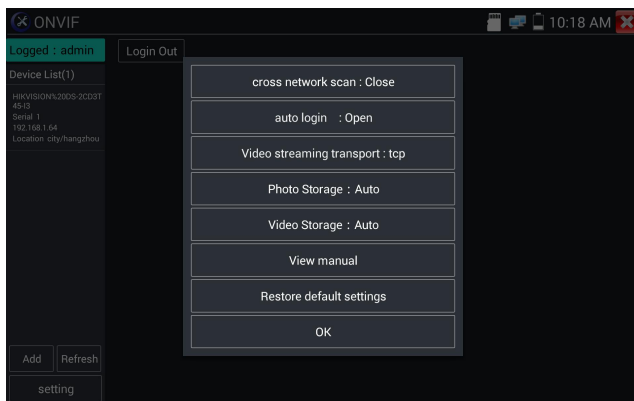 ONVIF
10:18 AM
Logged : admin
Login Out
Device List(1)
HIKVISION%20DS-2CD3T
45-I3
Serial 1
192.168.1.64
Location city/hangzhou
cross network scan : Close
auto login : Open
Video streaming transport : tcp
Photo Storage : Auto
Video Storage : Auto
View manual
Restore default settings
OK
Add
Refresh
setting